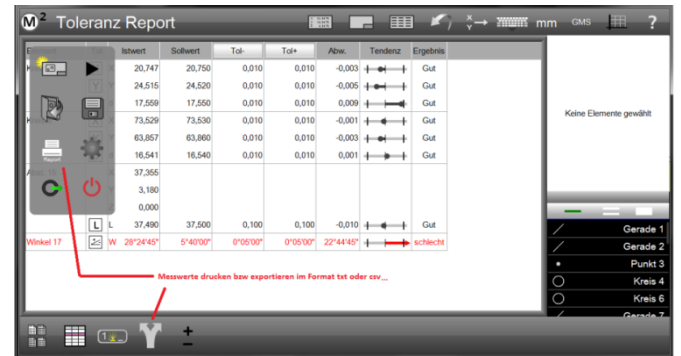 M² Toleranz Report
X Y mm GMS ?
Istwert Sollwert Tol- Tol+ Abw. Tendenz Ergebnis
X 20,747 20,750 0,010 0,010 -0,003 Gut
Y 24,515 24,520 0,010 0,010 -0,005 Gut
17,559 17,550 0,010 0,010 0,009 Gut
73,529 73,530 0,010 0,010 -0,001 Gut
63,857 63,860 0,010 0,010 -0,003 Gut
16,541 16,540 0,010 0,010 0,001 Gut
37,355
3,180
0,000
L L 37,490 37,500 0,100 0,100 -0,010 Gut
Winkel 17 W 28°24'45" 5°40'00" 0°05'00" 0°05'00" 22°44'45" schlecht
Report
Messwerte drucken bzw exportieren im Format txt oder csv_
Keine Elemente gewählt
Gerade 1
Gerade 2
Punkt 3
Kreis 4
Kreis 6
Gerade 7